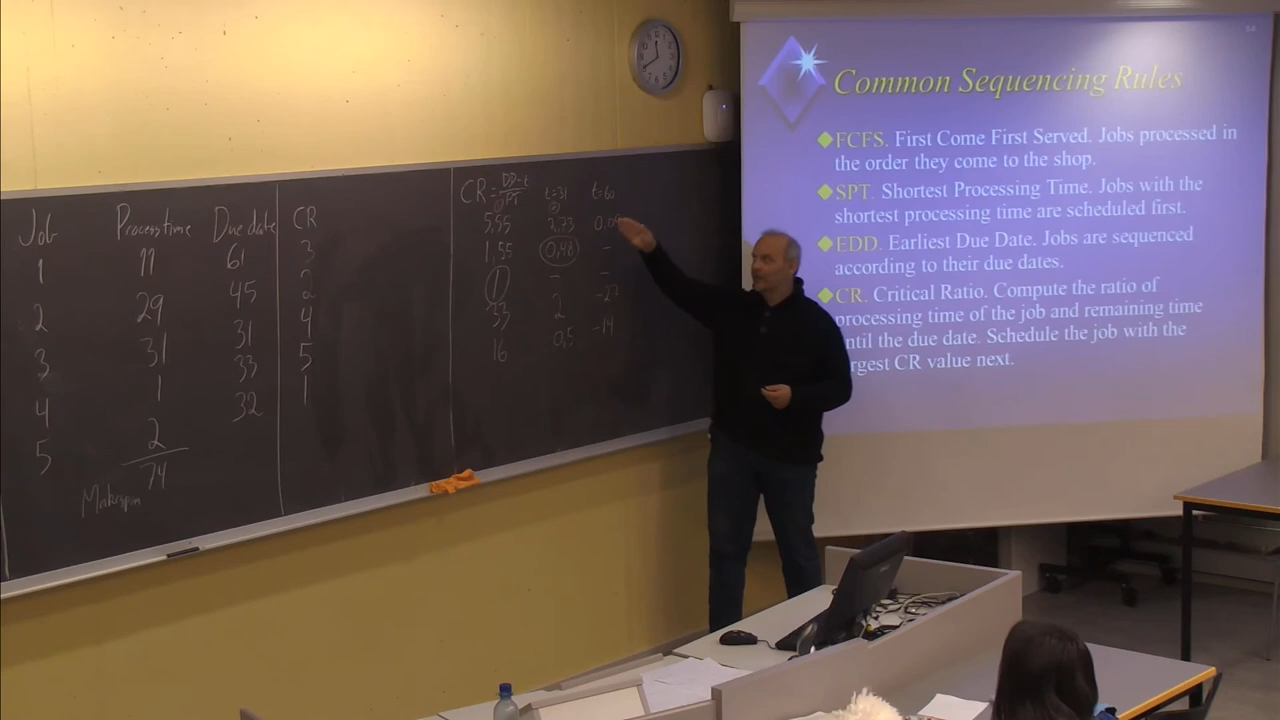 Job Process time Due date CR
1 11 61 3
2 29 45 2
3 31 31 4
4 1 33 5
5 2 32 1
74
Makespan
CR = DD-t / PT t=31 t=60
5,55 2,73 0,09
1,55 0,48 -
1 - -
33 2 -27
16 0,5 -14
54
Common Sequencing Rules
FCFS. First Come First Served. Jobs processed in
the order they come to the shop.
SPT. Shortest Processing Time. Jobs with the
shortest processing time are scheduled first.
EDD. Earliest Due Date. Jobs are sequenced
according to their due dates.
CR. Critical Ratio. Compute the ratio of
processing time of the job and remaining time
until the due date. Schedule the job with the
largest CR value next.